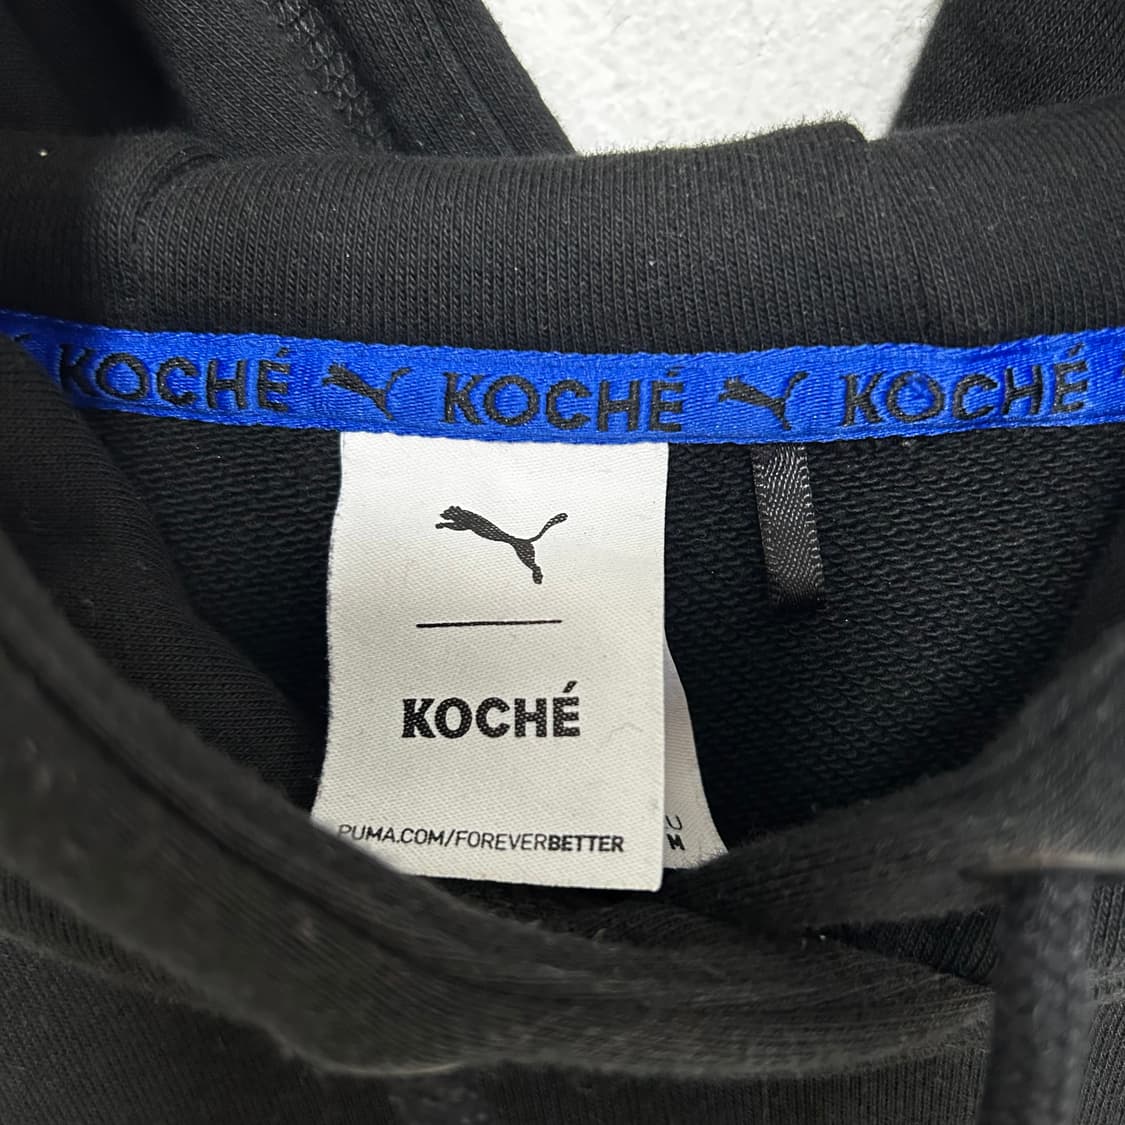 KOCHÉ KOCHÉ KOCHÉ
KOCHÉ
PUMA.COM/FOREVERBETTER
U
M